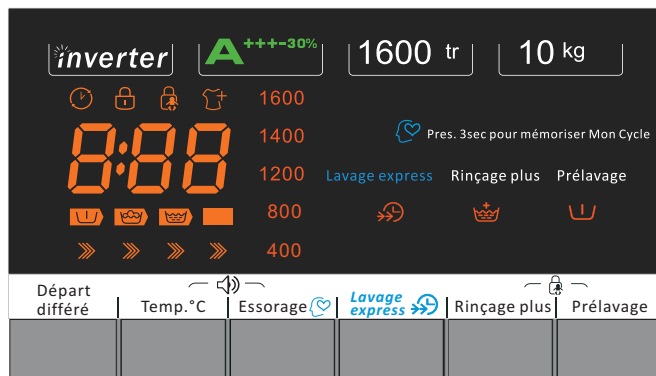 inverter
A+++-30%
1600 tr
10 kg
1600
1400
Pres. 3sec pour mémoriser Mon Cycle
8:88
1200
Lavage express
Rinçage plus
Prélavage
800
400
Départ
différé
Temp.°C
Essorage
Lavage
express
Rinçage plus
Prélavage